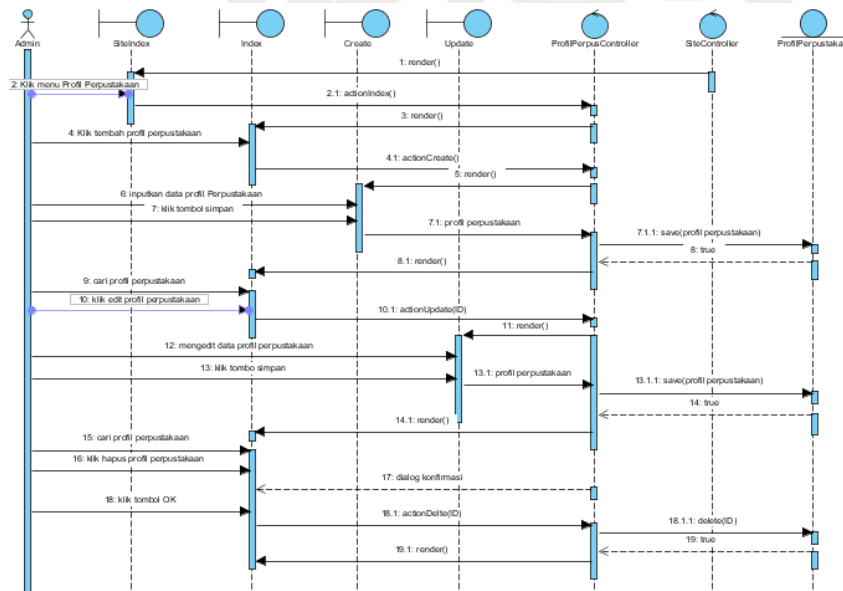 Admin
SiteIndex
Index
Create
Update
ProfilPerpusController
SiteController
ProfilPerpustaka
1: render()
2: Klik menu Profil Perpustakaan
2.1: actionIndex()
3: render()
4: Klik tembah profil perpustakaan
4.1: actionCreate()
5: render()
6: inputkan data profil Perpustakaan
7: klik tombol simpan
7.1: profil perpustakaan
7.1.1: save(profil perpustakaan)
8: true
8.1: render()
9: cari profil perpustakaan
10: klik edit profil perpustakaan
10.1: actionUpdate(ID)
11: render()
12: mengedit data profil perpustakaan
13: klik tombo simpan
13.1: profil perpustakaan
13.1.1: save(profil perpustakaan)
14: true
14.1: render()
15: cari profil perpustakaan
16: klik hapus profil perpustakaan
17: dialog konfirmasi
18: klik tombol OK
18.1: actionDelte(ID)
18.1.1: delete(ID)
19: true
19.1: render()